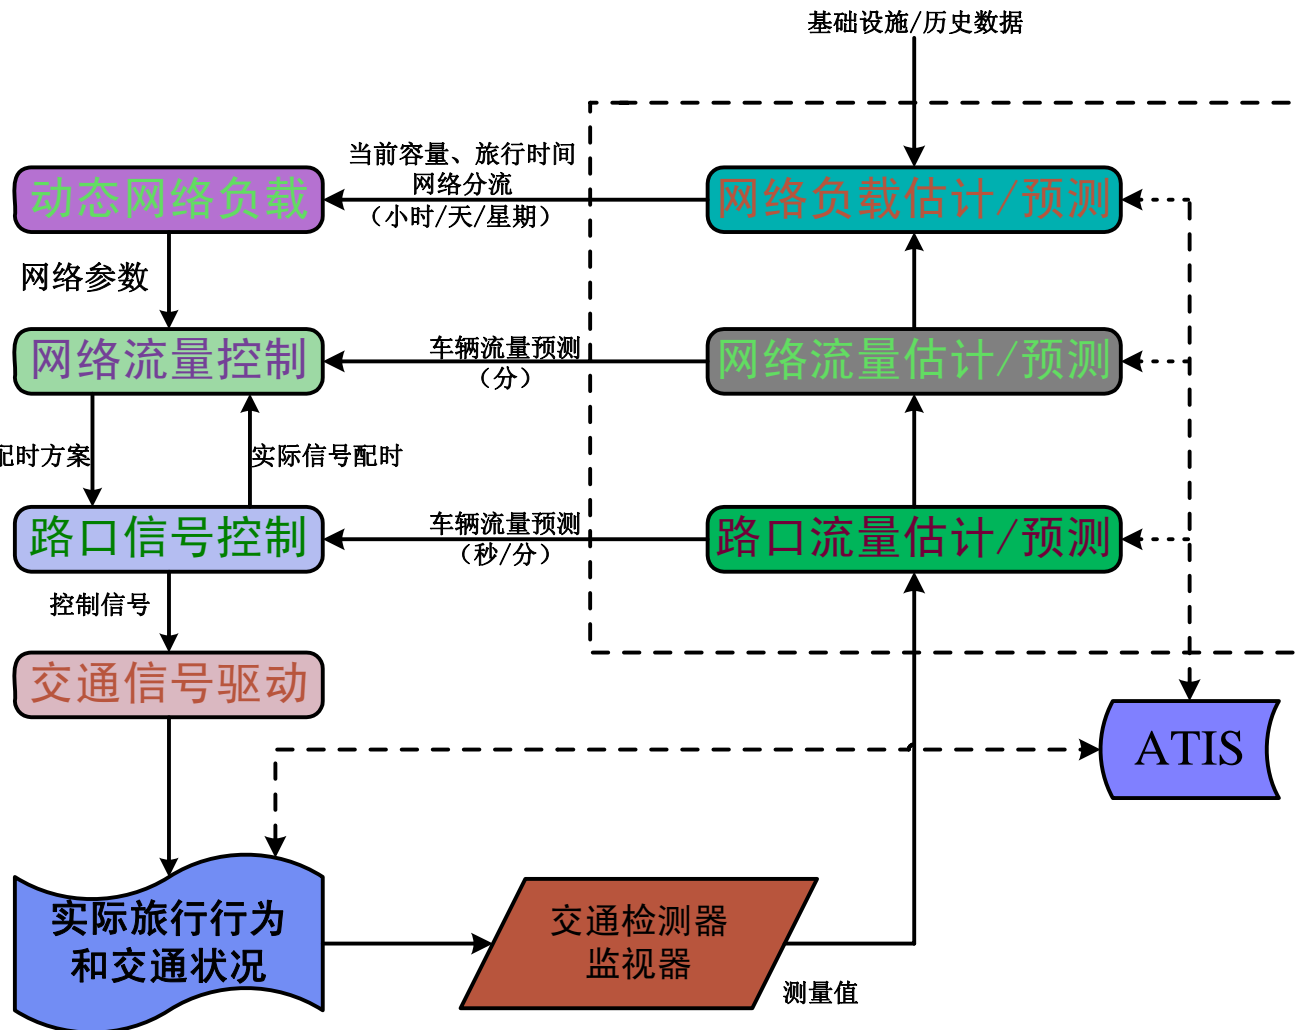 基础设施/历史数据
当前容量、旅行时间
网络分流
（小时/天/星期）
动态网络负载
网络负载估计/预测
网络参数
车辆流量预测
（分）
网络流量控制
网络流量估计/预测
配时方案
实际信号配时
车辆流量预测
（秒/分）
路口信号控制
路口流量估计/预测
控制信号
交通信号驱动
ATIS
实际旅行行为
和交通状况
交通检测器
监视器
测量值